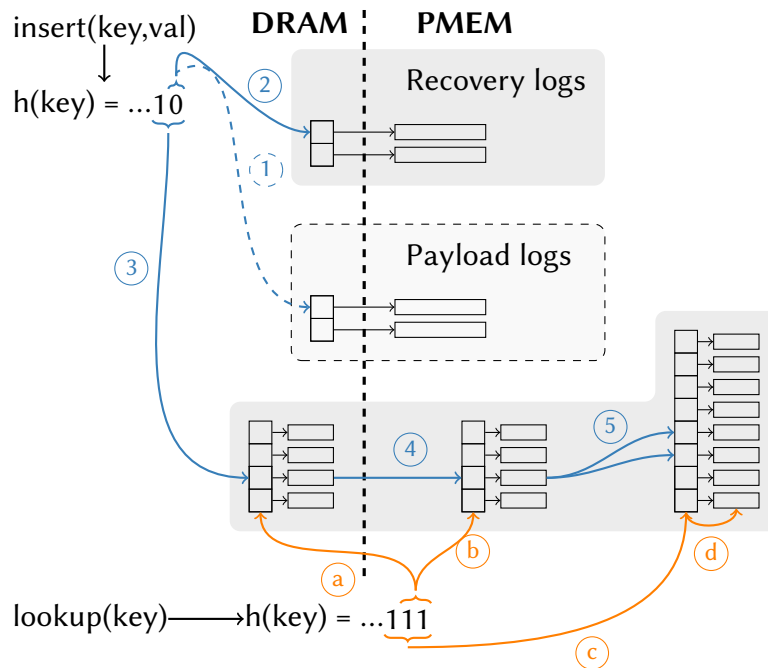 insert(key,val)
DRAM
PMEM
Recovery logs
2
h(key) = ...10
1
Payload logs
3
4
5
a
b
d
lookup(key)
h(key) = ...111
c